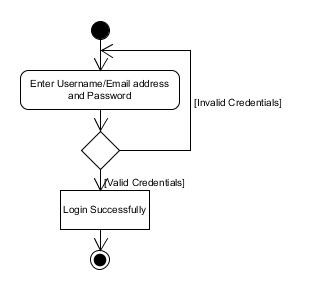 Enter Username/Email address
and Password
[Invalid Credentials]
[Valid Credentials]
Login Successfully